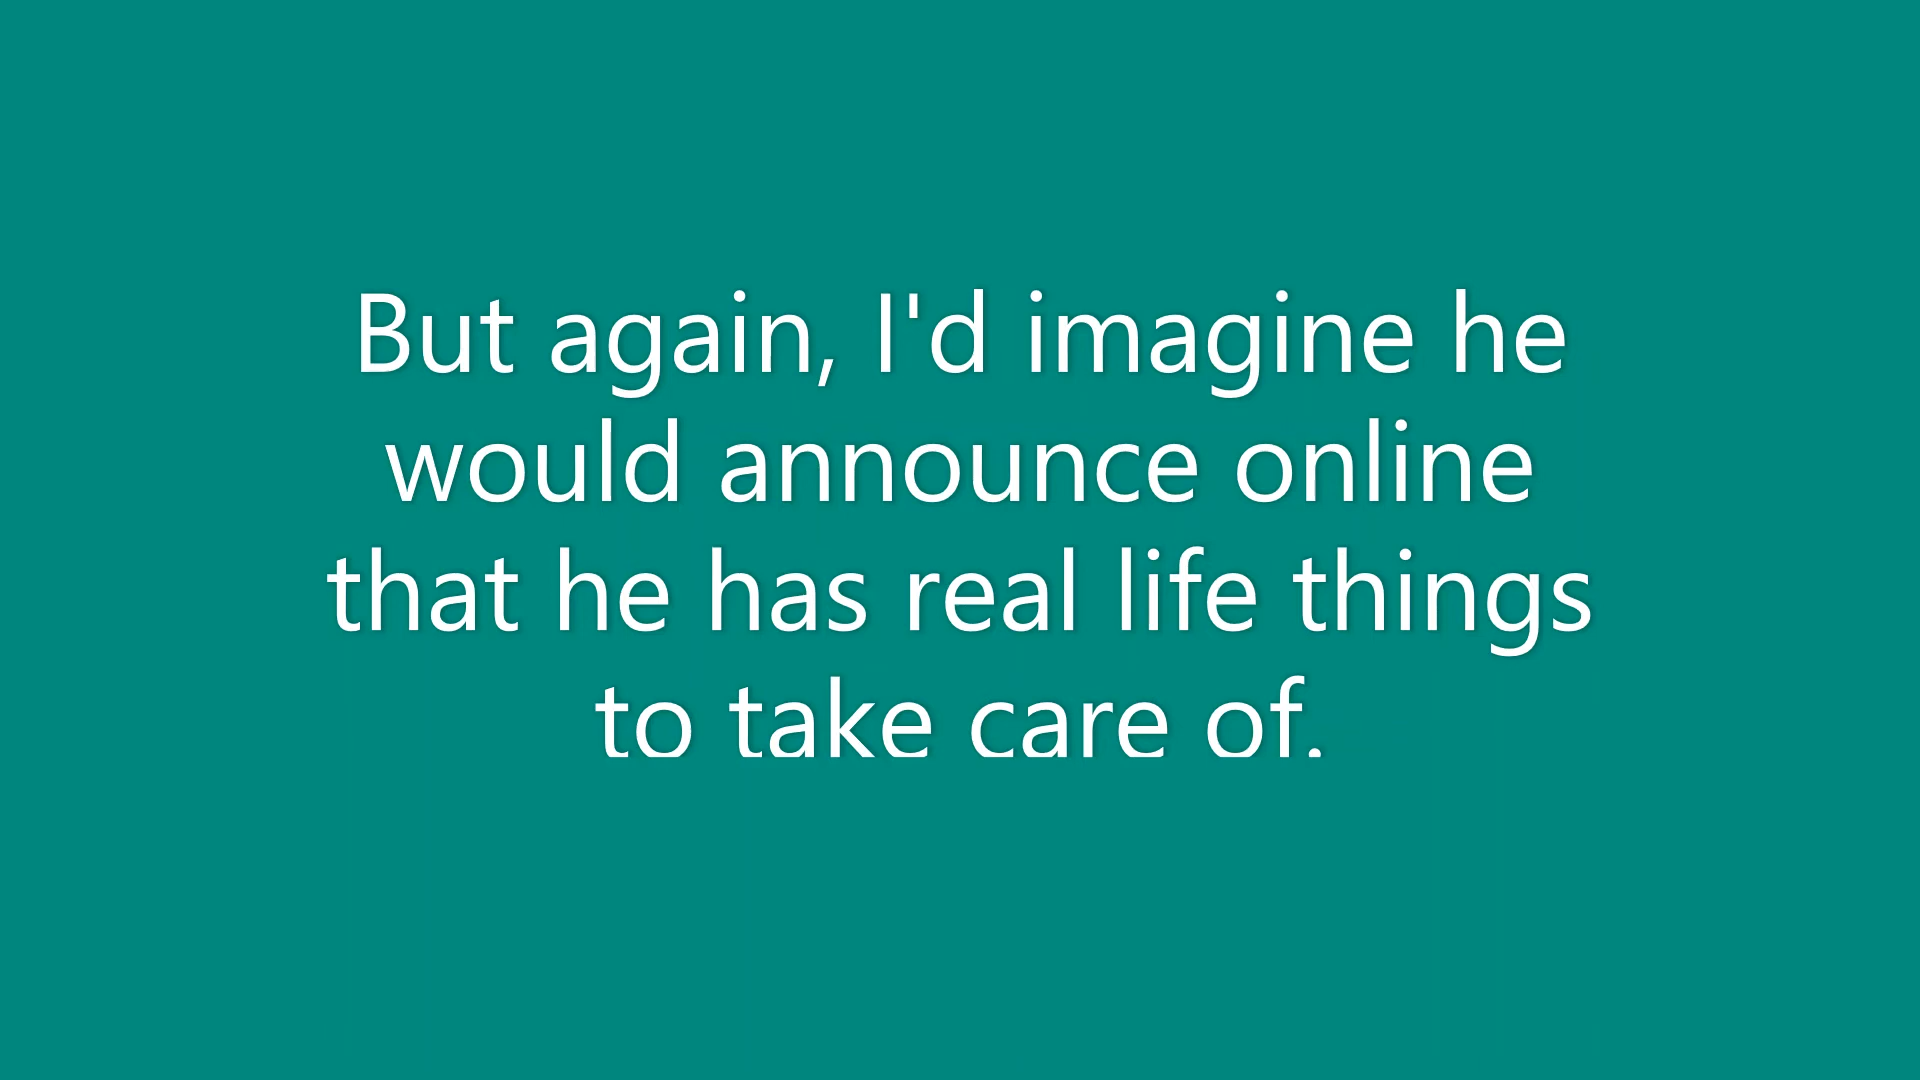 But again, I'd imagine he
would announce online
that he has real life things
to take care of.